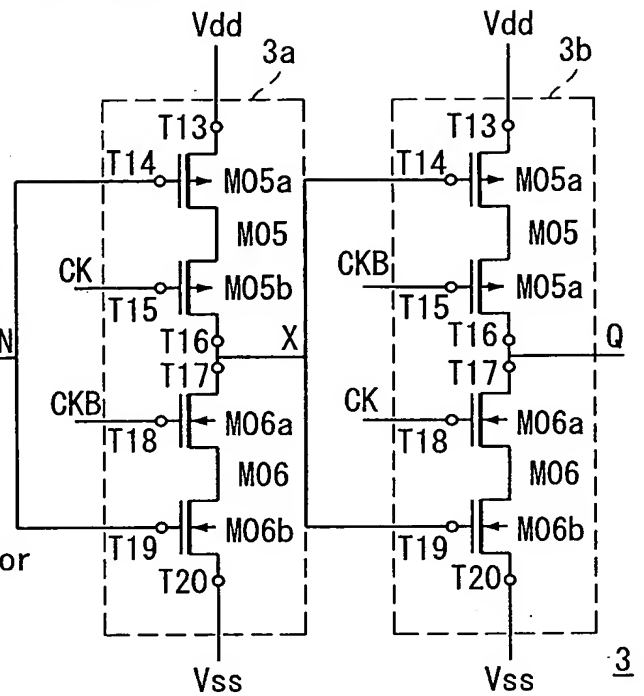 Vdd
Vdd
3a
3b
T13
T13
T14
T14
M05a
M05a
M05
M05
CK
CKB
T15
M05b
T15
M05a
T16
T16
N
X
Q
T17
T17
CKB
CK
T18
M06a
T18
M06a
M06
M06
T19
M06b
T19
M06b
or
T20
T20
Vss
Vss
3